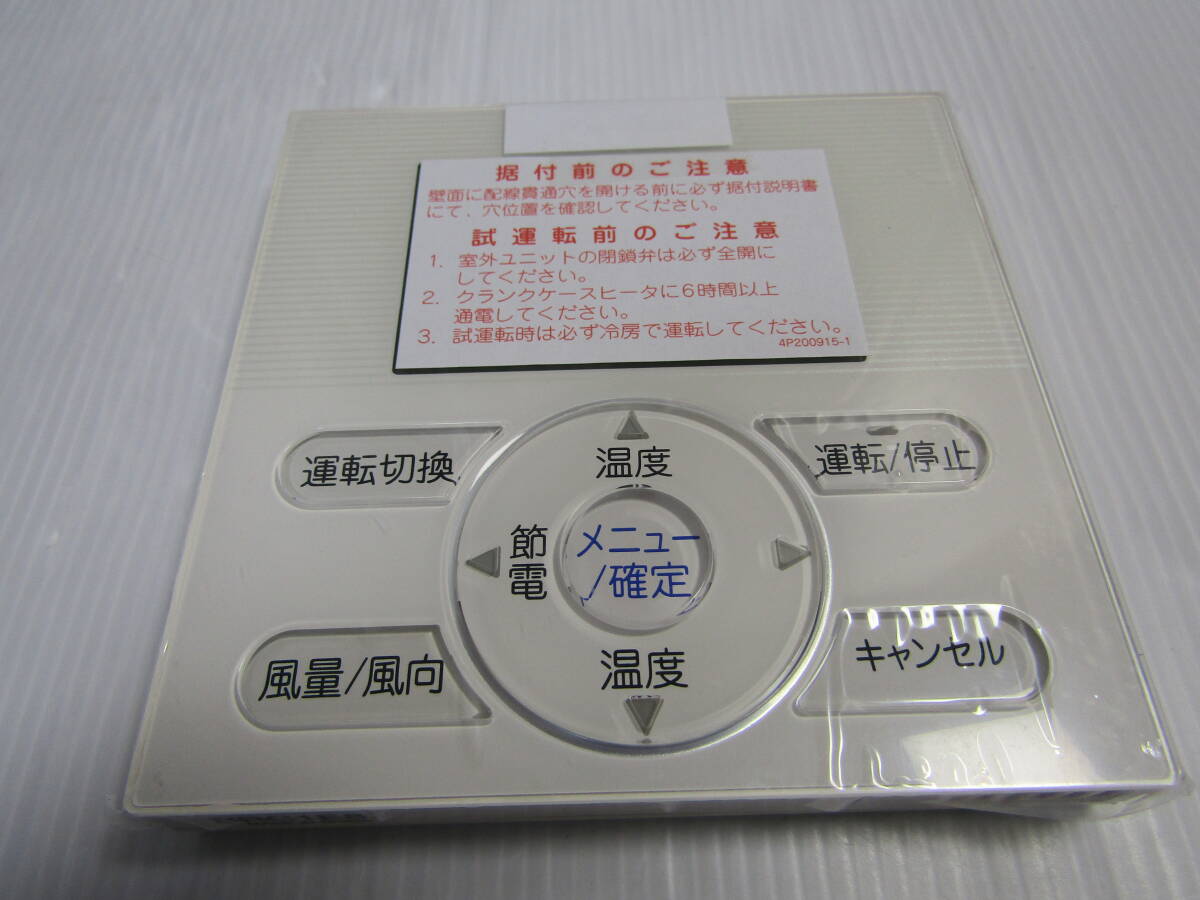 据付前のご注意
壁面に配線貫通穴を開ける前に必ず据付説明書
にて、穴位置を確認してください。
試運転前のご注意
1. 室外ユニットの閉鎖弁は必ず全開に
してください。
2. クランクケースヒータに6時間以上
通電してください。
3. 試運転時は必ず冷房で運転してください。
4P200915-1
運転切換
温度
運転/停止
節電
メニュー
/確定
風量/風向
温度
キャンセル